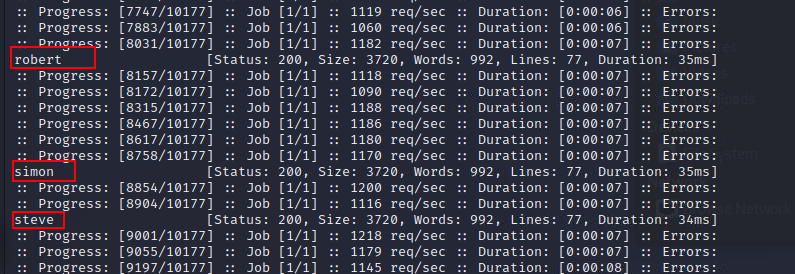 :: Progress: [7747/10177] :: Job [1/1] :: 1119 req/sec :: Duration: [0:00:06] :: Errors:
:: Progress: [7883/10177] :: Job [1/1] :: 1060 req/sec :: Duration: [0:00:06] :: Errors:
:: Progress: [8031/10177] :: Job [1/1] :: 1182 req/sec :: Duration: [0:00:07] :: Errors:
robert [Status: 200, Size: 3720, Words: 992, Lines: 77, Duration: 35ms]
:: Progress: [8157/10177] :: Job [1/1] :: 1118 req/sec :: Duration: [0:00:07] :: Errors:
:: Progress: [8172/10177] :: Job [1/1] :: 1090 req/sec :: Duration: [0:00:07] :: Errors:
:: Progress: [8315/10177] :: Job [1/1] :: 1188 req/sec :: Duration: [0:00:07] :: Errors:
:: Progress: [8467/10177] :: Job [1/1] :: 1186 req/sec :: Duration: [0:00:07] :: Errors:
:: Progress: [8617/10177] :: Job [1/1] :: 1180 req/sec :: Duration: [0:00:07] :: Errors:
:: Progress: [8758/10177] :: Job [1/1] :: 1170 req/sec :: Duration: [0:00:07] :: Errors:
simon [Status: 200, Size: 3720, Words: 992, Lines: 77, Duration: 35ms]
:: Progress: [8854/10177] :: Job [1/1] :: 1200 req/sec :: Duration: [0:00:07] :: Errors:
:: Progress: [8904/10177] :: Job [1/1] :: 1116 req/sec :: Duration: [0:00:07] :: Errors:
steve [Status: 200, Size: 3720, Words: 992, Lines: 77, Duration: 34ms]
:: Progress: [9001/10177] :: Job [1/1] :: 1218 req/sec :: Duration: [0:00:07] :: Errors:
:: Progress: [9055/10177] :: Job [1/1] :: 1179 req/sec :: Duration: [0:00:07] :: Errors:
:: Progress: [9197/10177] :: Job [1/1] :: 1145 req/sec :: Duration: [0:00:08] :: Errors: